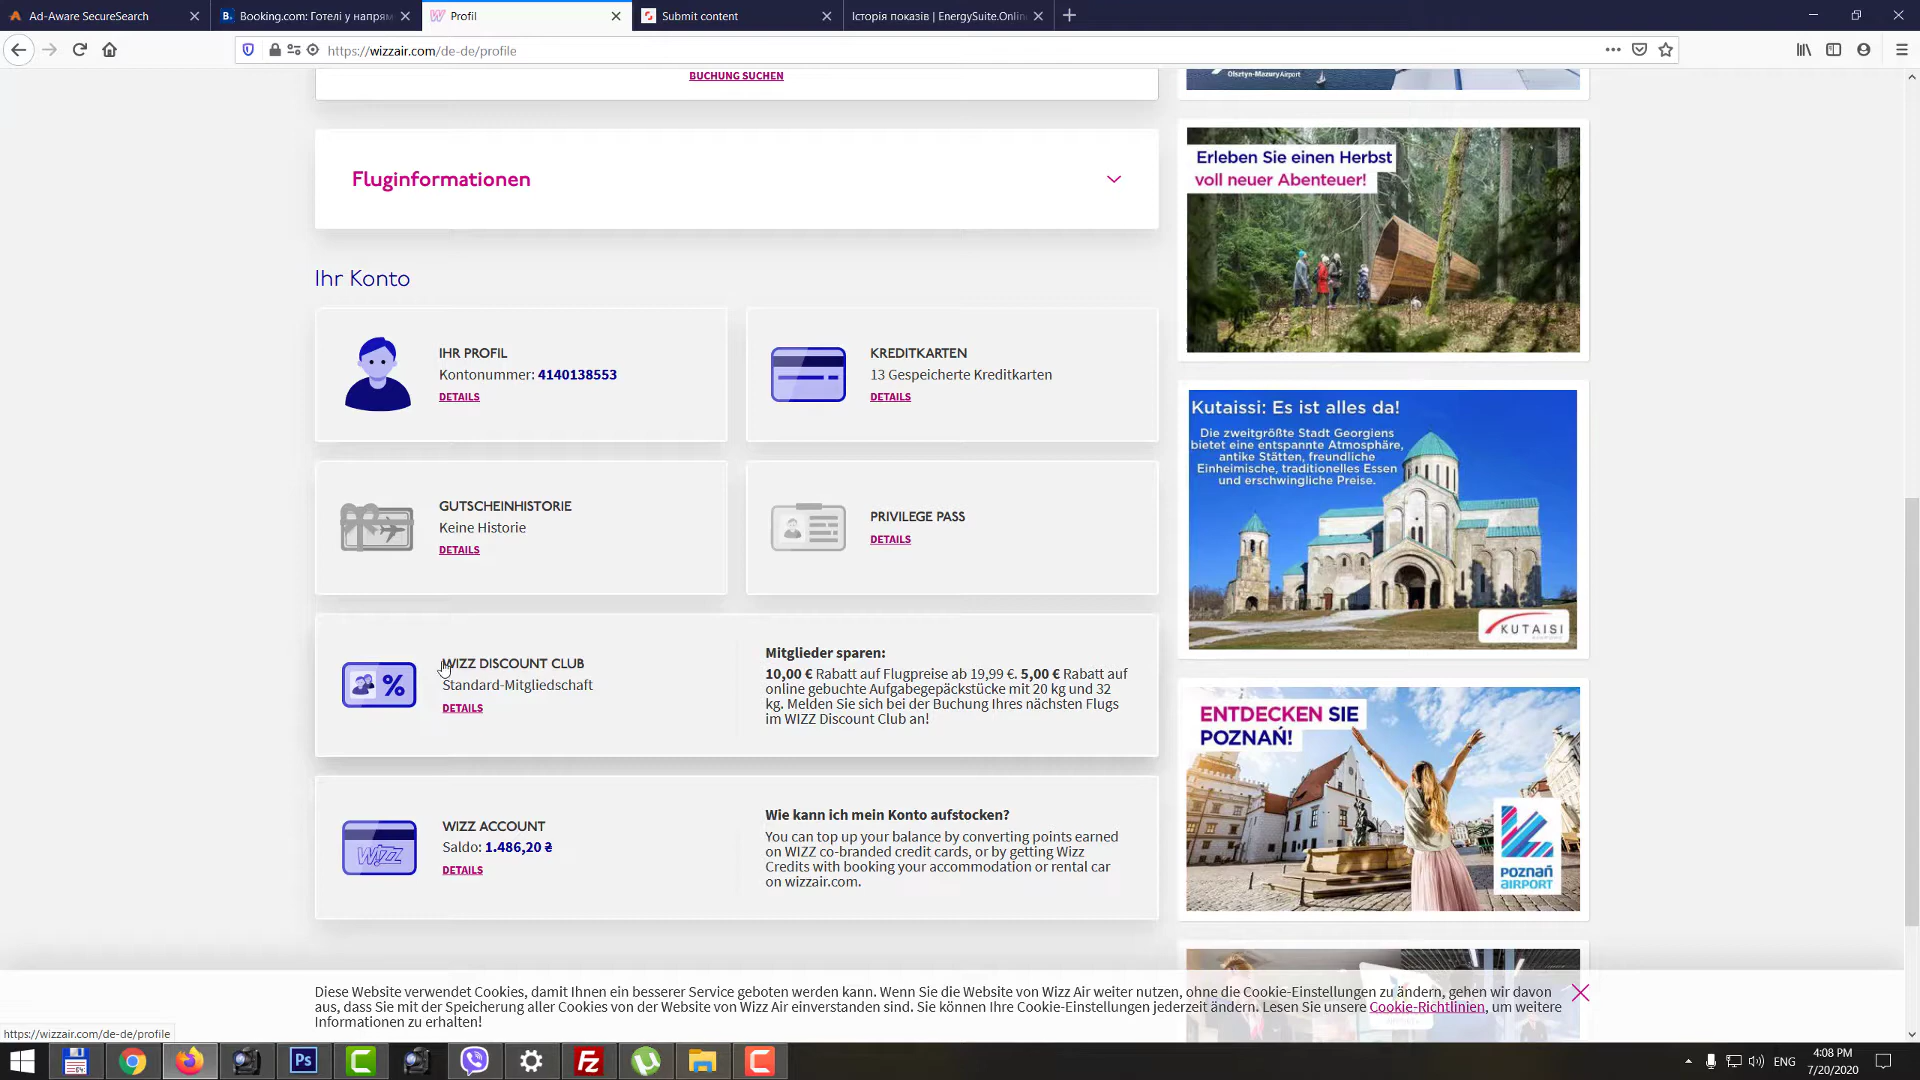 Ad-Aware SecureSearch
Booking.com: Готелі у напрям
Profil
Submit content
Історія показів | EnergySuite.Onlin
https://wizzair.com/de-de/profile
BUCHUNG SUCHEN
Fluginformationen
Ihr Konto
IHR PROFIL
Kontonummer: 4140138553
DETAILS
KREDITKARTEN
13 Gespeicherte Kreditkarten
DETAILS
GUTSCHEINHISTORIE
Keine Historie
DETAILS
PRIVILEGE PASS
DETAILS
WIZZ DISCOUNT CLUB
Standard-Mitgliedschaft
DETAILS
Mitglieder sparen:
10,00 € Rabatt auf Flugpreise ab 19,99 €. 5,00 € Rabatt auf
online gebuchte Aufgabegepäckstücke mit 20 kg und 32
kg. Melden Sie sich bei der Buchung Ihres nächsten Flugs
im WIZZ Discount Club an!
WIZZ ACCOUNT
Saldo: 1.486,20 ₴
DETAILS
Wie kann ich mein Konto aufstocken?
You can top up your balance by converting points earned
on WIZZ co-branded credit cards, or by getting Wizz
Credits with booking your accommodation or rental car
on wizzair.com.
Olsztyn-Mazury Airport
Erleben Sie einen Herbst
voll neuer Abenteuer!
Kutaissi: Es ist alles da!
Die zweitgrößte Stadt Georgiens
bietet eine entspannte Atmosphäre,
antike Stätten, freundliche
Einheimische, traditionelles Essen
und erschwingliche Preise.
KUTAISI
ENTDECKEN SIE
POZNAŃ!
POZNAŃ
AIRPORT
Diese Website verwendet Cookies, damit Ihnen ein besserer Service geboten werden kann. Wenn Sie die Website von Wizz Air weiter nutzen, ohne die Cookie-Einstellungen zu ändern, gehen wir davon
aus, dass Sie mit der Speicherung aller Cookies von der Website von Wizz Air einverstanden sind. Sie können Ihre Cookie-Einstellungen jederzeit ändern. Lesen Sie unsere Cookie-Richtlinien, um weitere
Informationen zu erhalten!
https://wizzair.com/de-de/profile
Ps
Fz
ENG
4:08 PM
7/20/2020